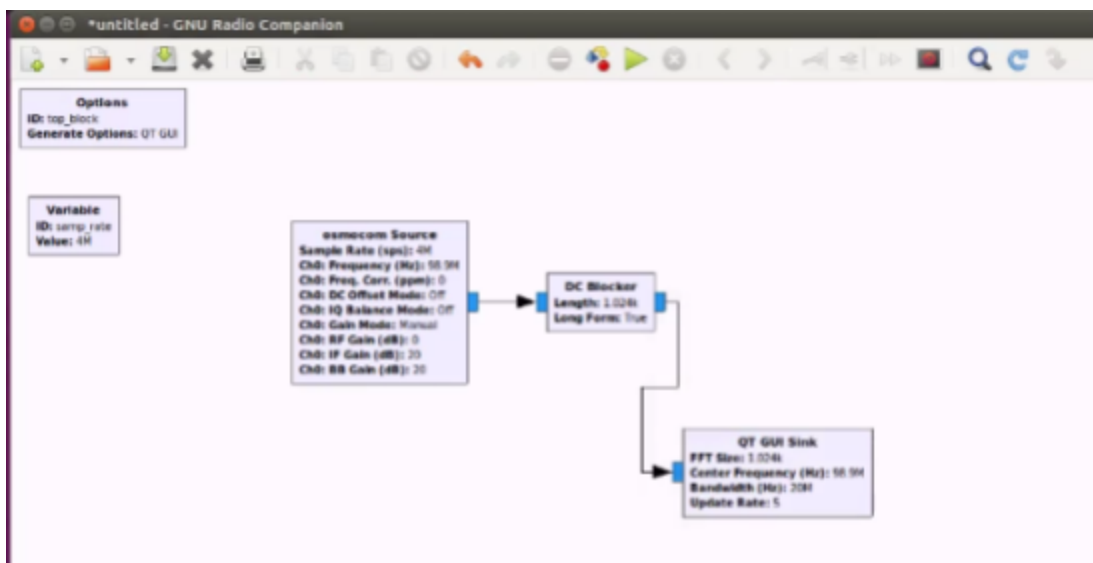 *untitled - GNU Radio Companion
Options
ID: top_block
Generate Options: QT GUI
Variable
ID: samp_rate
Value: 4M
osmocom Source
Sample Rate (sps): 4M
Ch0: Frequency (Hz): 98.9M
Ch0: Freq. Corr. (ppm): 0
Ch0: DC Offset Mode: Off
Ch0: IQ Balance Mode: Off
Ch0: Gain Mode: Manual
Ch0: RF Gain (dB): 0
Ch0: IF Gain (dB): 20
Ch0: BB Gain (dB): 20
DC Blocker
Length: 1.024k
Long Form: True
QT GUI Sink
FFT Size: 1.024k
Center Frequency (Hz): 98.9M
Bandwidth (Hz): 20M
Update Rate: 5